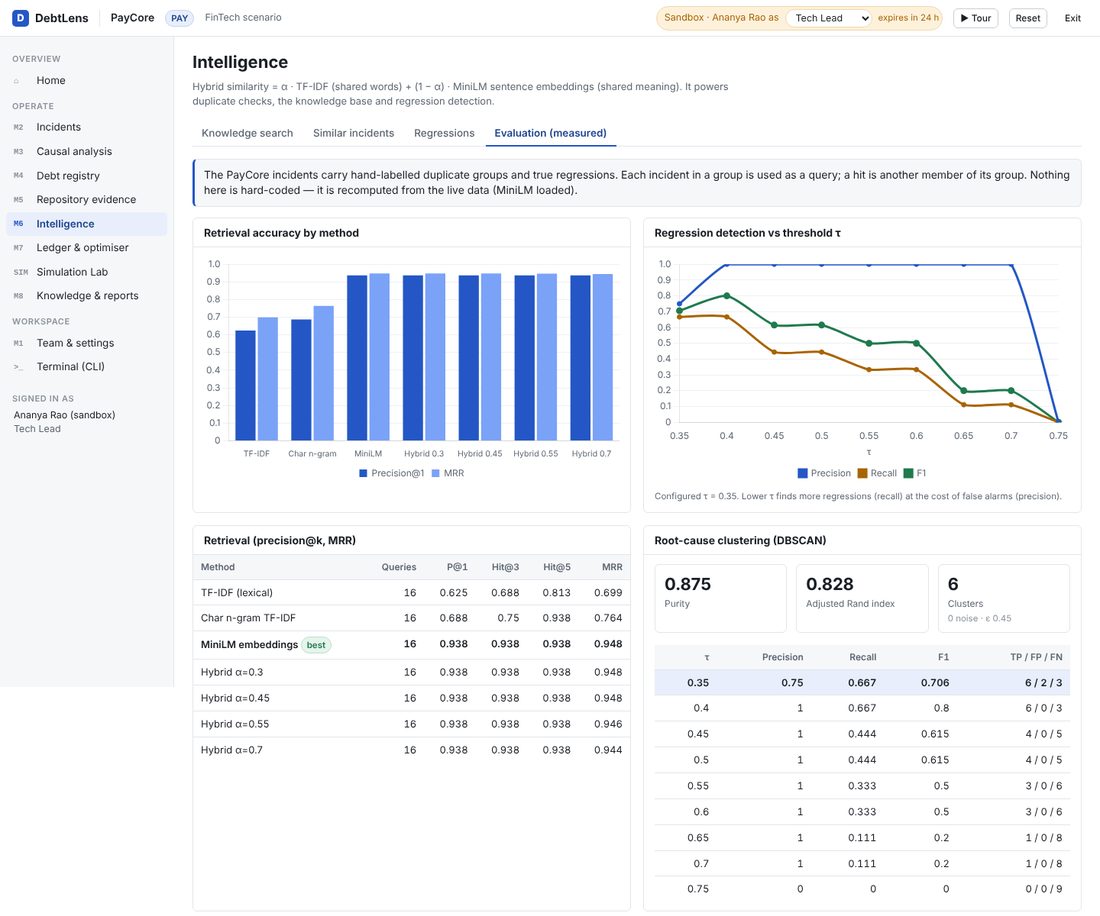 D DebtLens PayCore PAY FinTech scenario Sandbox · Ananya Rao as Tech Lead expires in 24 h ▶ Tour Reset Exit
OVERVIEW
Home
OPERATE
M2 Incidents
M3 Causal analysis
M4 Debt registry
M5 Repository evidence
M6 Intelligence
M7 Ledger & optimiser
SIM Simulation Lab
M8 Knowledge & reports
WORKSPACE
M1 Team & settings
>_ Terminal (CLI)
SIGNED IN AS
Ananya Rao (sandbox)
Tech Lead
Intelligence
Hybrid similarity = α · TF-IDF (shared words) + (1 − α) · MiniLM sentence embeddings (shared meaning). It powers
duplicate checks, the knowledge base and regression detection.
Knowledge search Similar incidents Regressions Evaluation (measured)
The PayCore incidents carry hand-labelled duplicate groups and true regressions. Each incident in a group is used as a query; a hit is another member of its group. Nothing
here is hard-coded — it is recomputed from the live data (MiniLM loaded).
Retrieval accuracy by method
1.0
0.9
0.8
0.7
0.6
0.5
0.4
0.3
0.2
0.1
0
TF-IDF Char n-gram MiniLM Hybrid 0.3 Hybrid 0.45 Hybrid 0.55 Hybrid 0.7
Precision@1 MRR
Regression detection vs threshold τ
1.0
0.9
0.8
0.7
0.6
0.5
0.4
0.3
0.2
0.1
0
0.35 0.4 0.45 0.5 0.55 0.6 0.65 0.7 0.75
τ
Precision Recall F1
Configured τ = 0.35. Lower τ finds more regressions (recall) at the cost of false alarms (precision).
Retrieval (precision@k, MRR)
Method Queries P@1 Hit@3 Hit@5 MRR
TF-IDF (lexical) 16 0.625 0.688 0.813 0.699
Char n-gram TF-IDF 16 0.688 0.75 0.938 0.764
MiniLM embeddings best 16 0.938 0.938 0.938 0.948
Hybrid α=0.3 16 0.938 0.938 0.938 0.948
Hybrid α=0.45 16 0.938 0.938 0.938 0.948
Hybrid α=0.55 16 0.938 0.938 0.938 0.946
Hybrid α=0.7 16 0.938 0.938 0.938 0.944
Root-cause clustering (DBSCAN)
0.875
Purity
0.828
Adjusted Rand index
6
Clusters
0 noise · ε 0.45
τ Precision Recall F1 TP / FP / FN
0.35 0.75 0.667 0.706 6 / 2 / 3
0.4 1 0.667 0.8 6 / 0 / 3
0.45 1 0.444 0.615 4 / 0 / 5
0.5 1 0.444 0.615 4 / 0 / 5
0.55 1 0.333 0.5 3 / 0 / 6
0.6 1 0.333 0.5 3 / 0 / 6
0.65 1 0.111 0.2 1 / 0 / 8
0.7 1 0.111 0.2 1 / 0 / 8
0.75 0 0 0 0 / 0 / 9